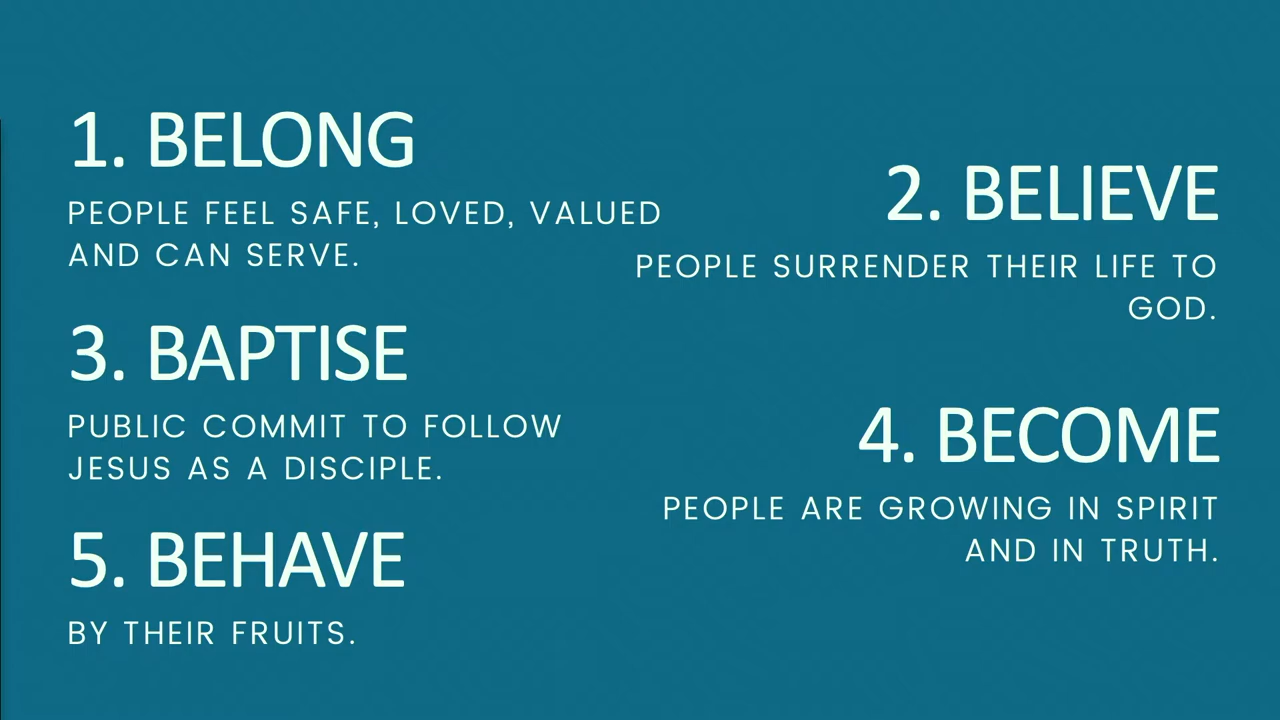 1. BELONG
PEOPLE FEEL SAFE, LOVED, VALUED
AND CAN SERVE.
2. BELIEVE
PEOPLE SURRENDER THEIR LIFE TO
GOD.
3. BAPTISE
PUBLIC COMMIT TO FOLLOW
JESUS AS A DISCIPLE.
4. BECOME
PEOPLE ARE GROWING IN SPIRIT
AND IN TRUTH.
5. BEHAVE
BY THEIR FRUITS.